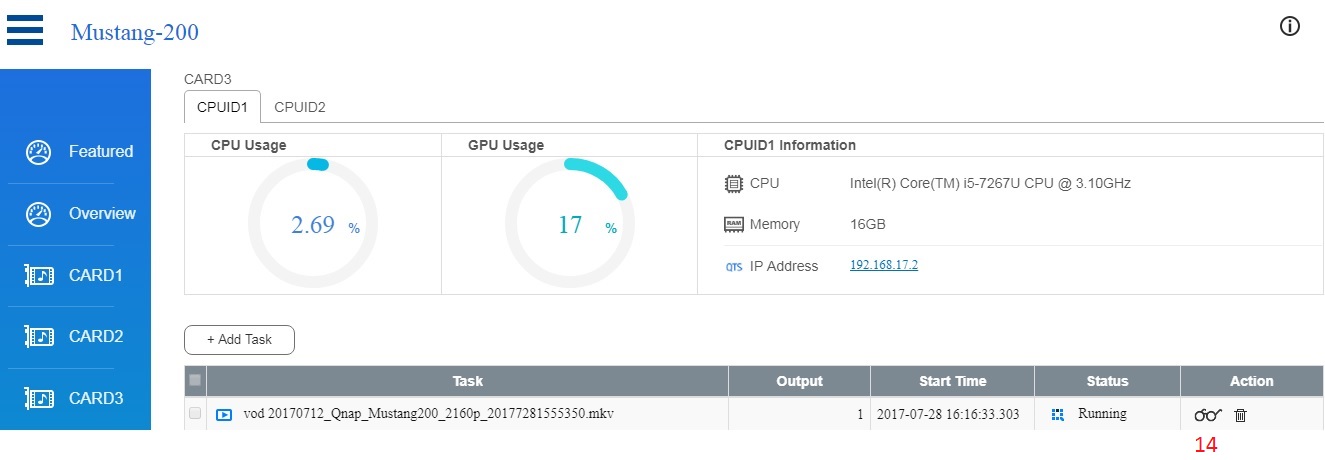 Mustang-200
CARD3
CPUID1 CPUID2
Featured
Overview
CARD1
CARD2
CARD3
CPU Usage GPU Usage CPUID1 Information
2.69 % 17 %
CPU Intel(R) Core(TM) i5-7267U CPU @ 3.10GHz
RAM Memory 16GB
QTS IP Address 192.168.17.2
+ Add Task
Task Output Start Time Status Action
vod 20170712_Qnap_Mustang200_2160p_20177281555350.mkv 1 2017-07-28 16:16:33.303 Running
14